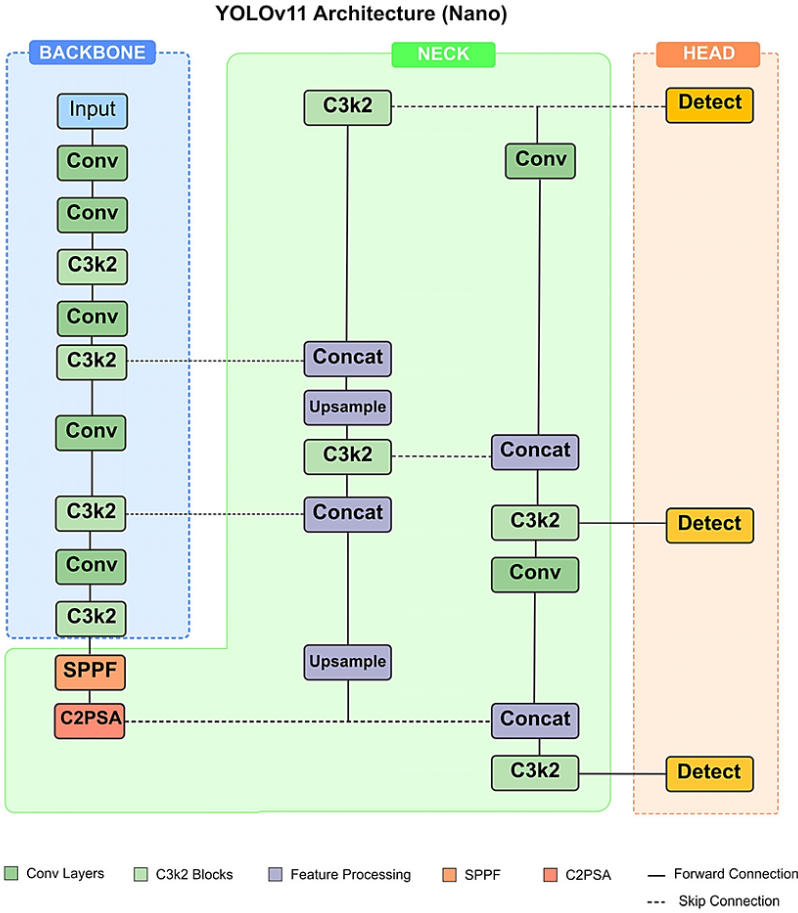 YOLOv11 Architecture (Nano)
BACKBONE
Input
Conv
Conv
C3k2
Conv
C3k2
Conv
C3k2
Conv
C3k2
SPPF
C2PSA
NECK
C3k2
Concat
Upsample
C3k2
Concat
Upsample
Conv
Concat
C3k2
Conv
Concat
C3k2
HEAD
Detect
Detect
Detect
Conv Layers
C3k2 Blocks
Feature Processing
SPPF
C2PSA
Forward Connection
Skip Connection